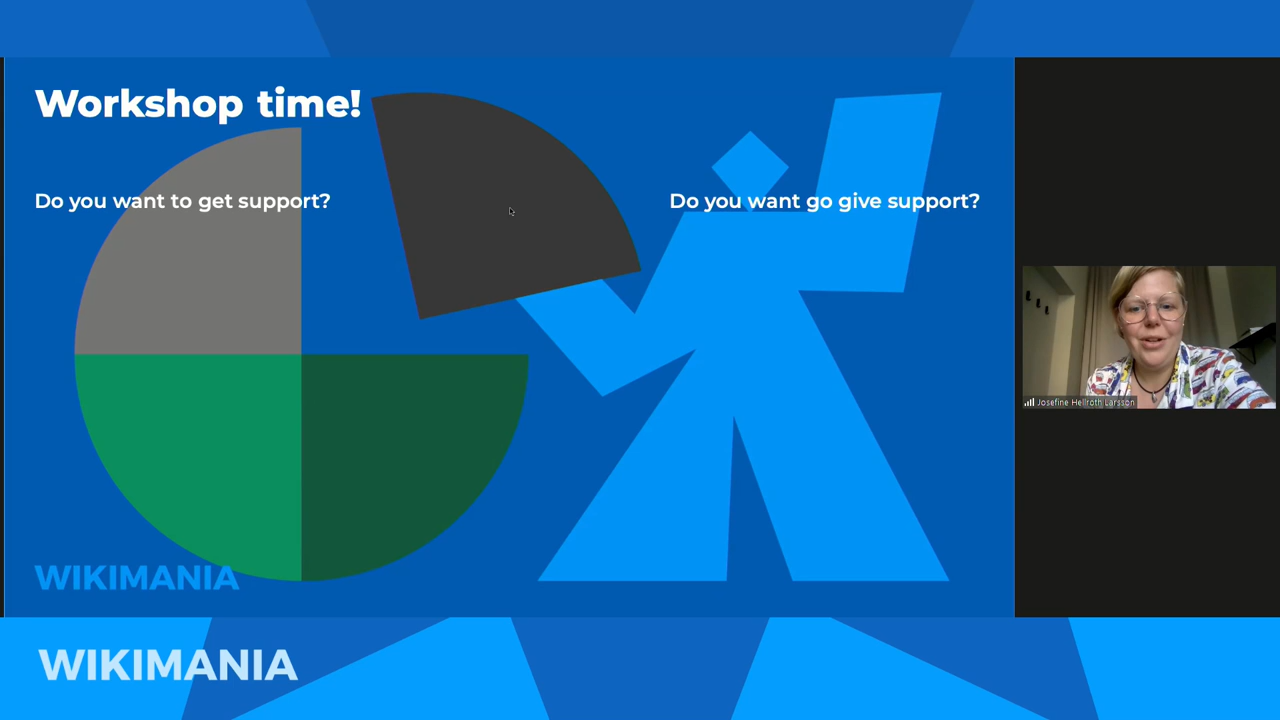 Workshop time!
Do you want to get support?
Do you want go give support?
Josefine Hellroth Larsson
WIKIMANIA
WIKIMANIA